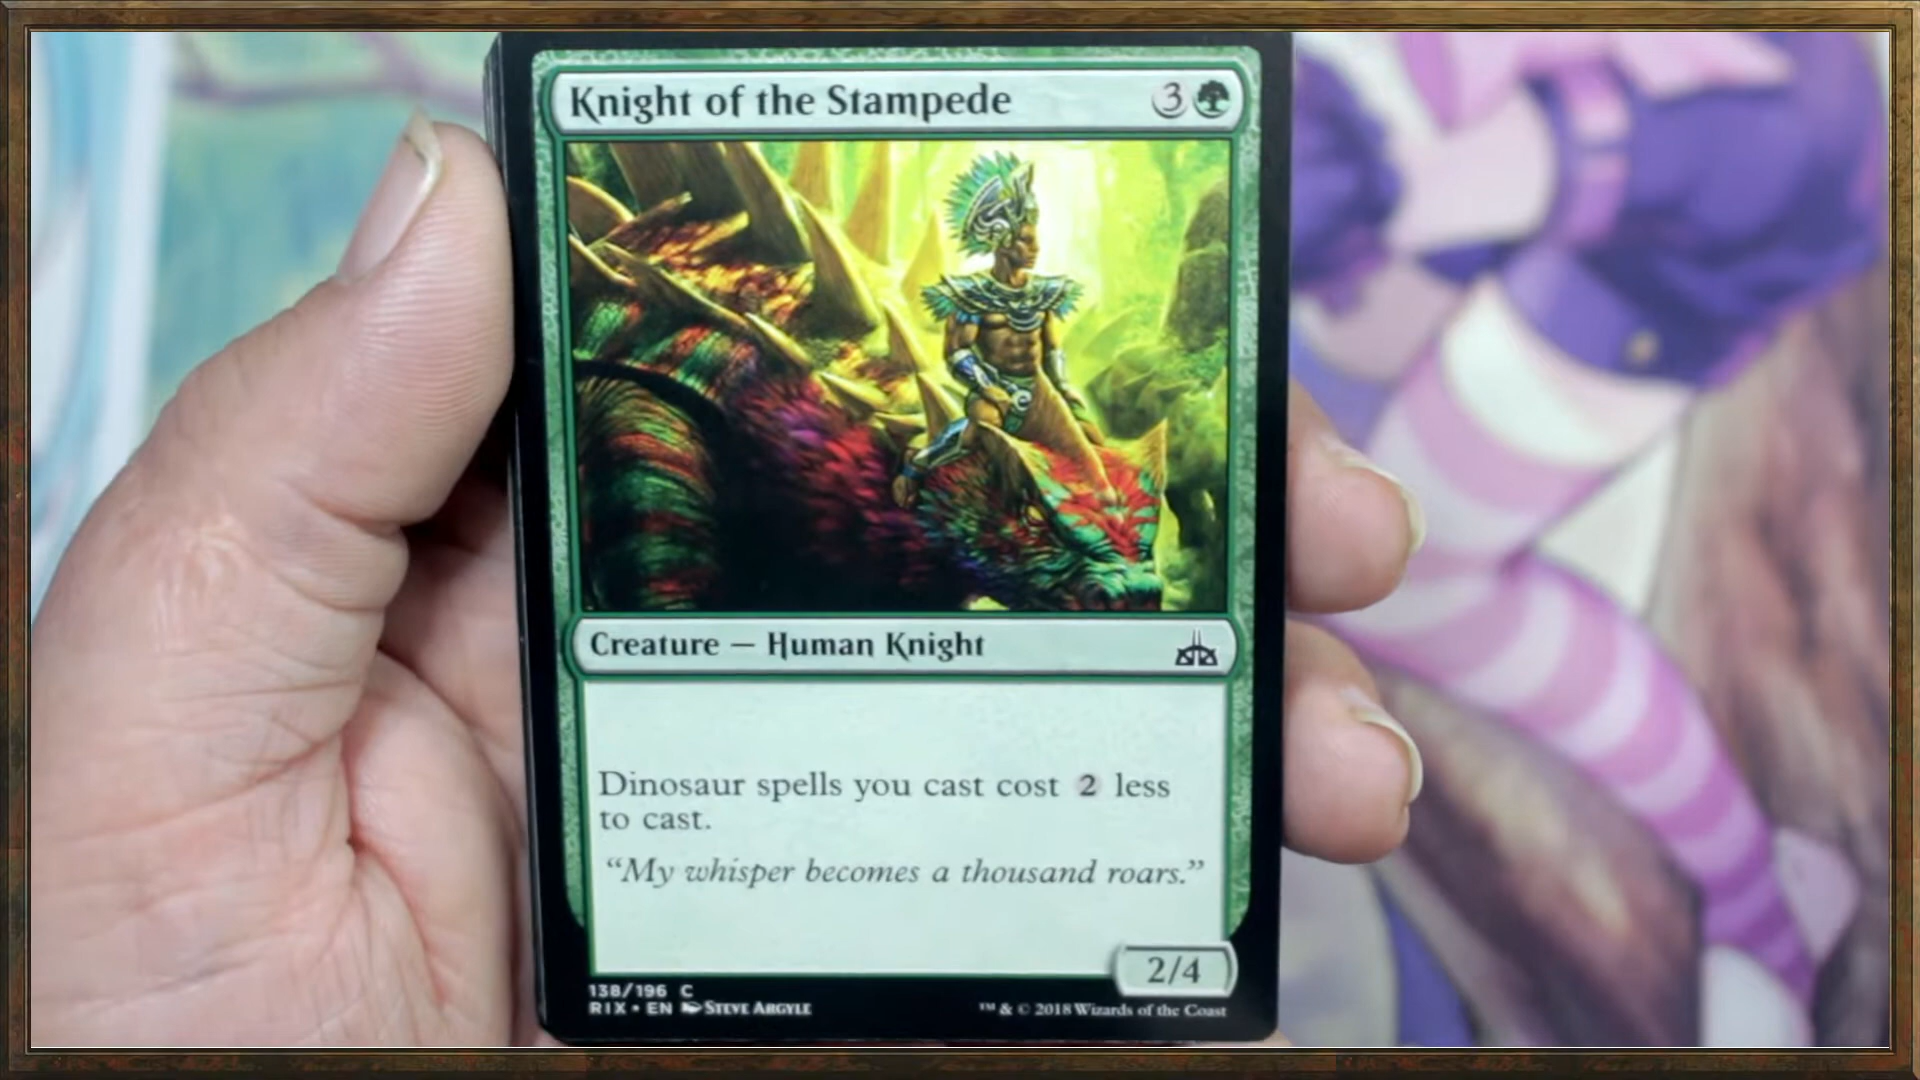 Knight of the Stampede 3
Creature — Human Knight
Dinosaur spells you cast cost 2 less
to cast.
“My whisper becomes a thousand roars.”
2/4
138/196 C
RIX • EN Steve Argyle
™ & © 2018 Wizards of the Coast